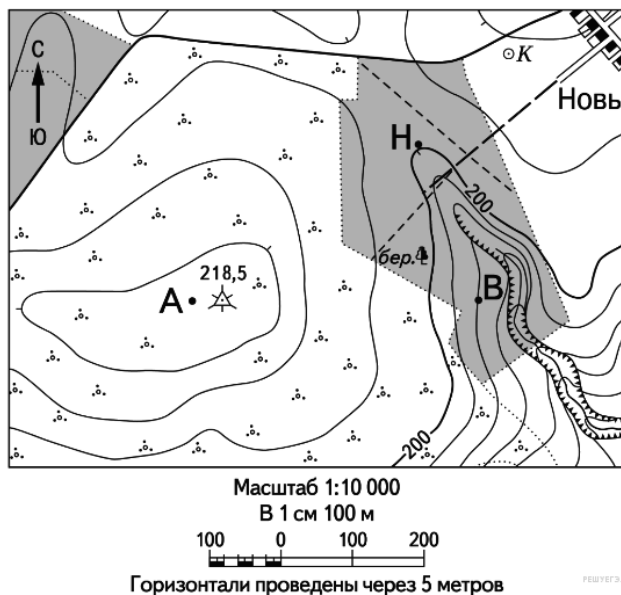 С
К
Ю
Новы
Н
200
бер.
218,5
А
В
200
Масштаб 1:10 000
В 1 см 100 м
100 0 100 200
Горизонтали проведены через 5 метров